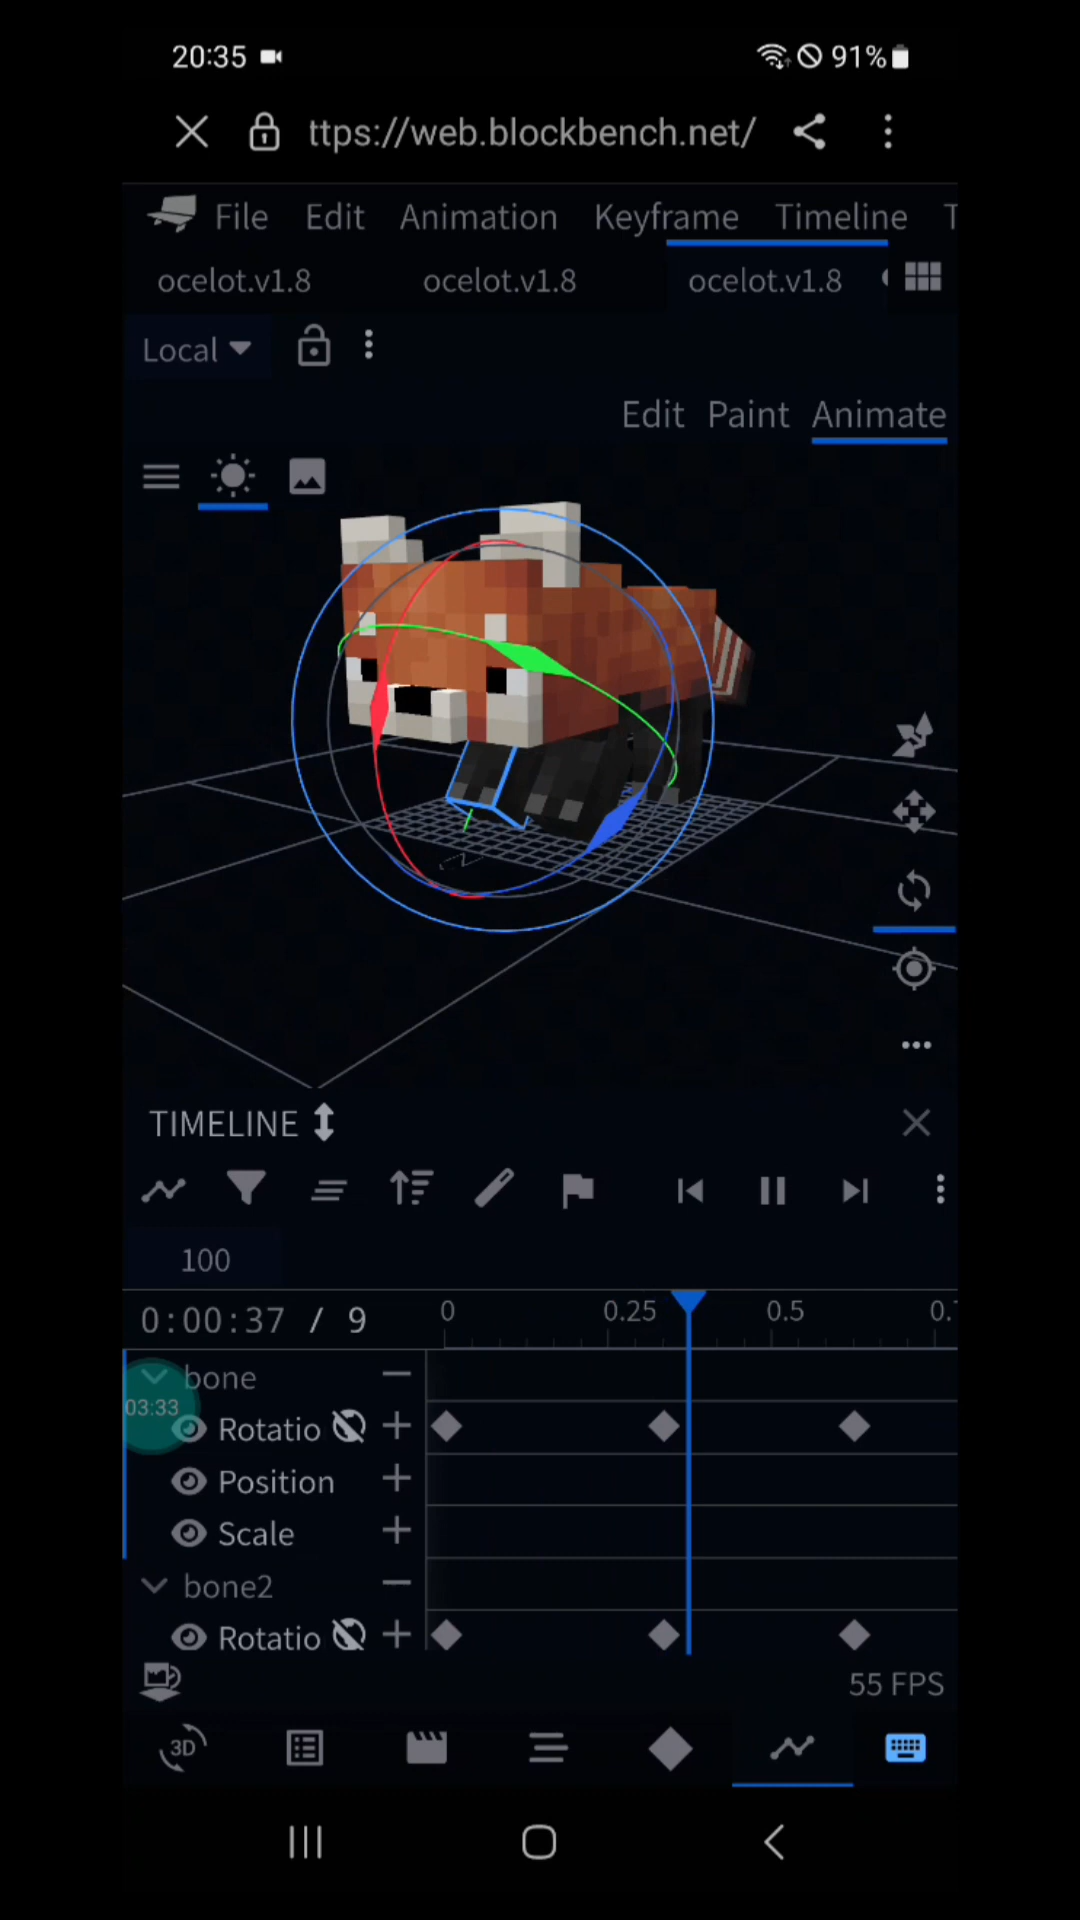 20:35 91%
ttps://web.blockbench.net/
File Edit Animation Keyframe Timeline T
ocelot.v1.8 ocelot.v1.8 ocelot.v1.8
Local
Edit Paint Animate
TIMELINE
100
0:00:37 / 9 0 0.25 0.5 0.
bone
03:33
Rotatio
Position
Scale
bone2
Rotatio
55 FPS
3D